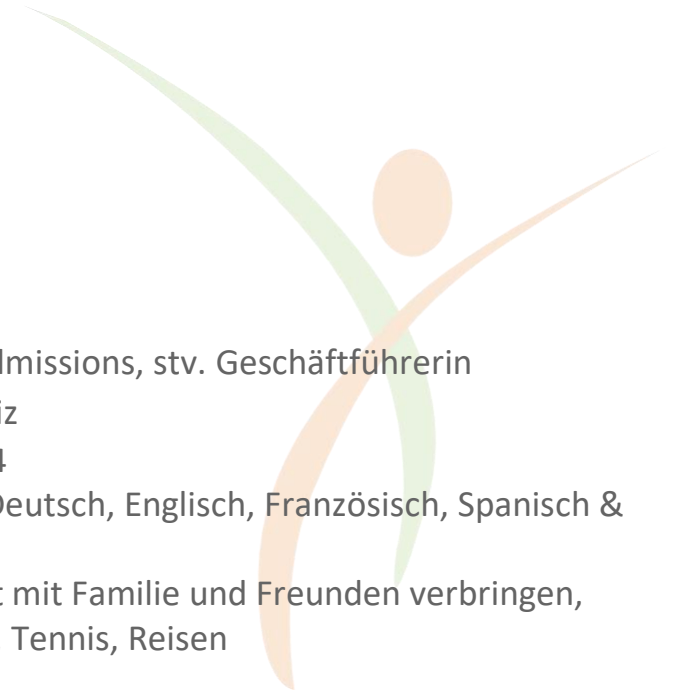 dmissions, stv. Geschäftführerin
iz
4
Deutsch, Englisch, Französisch, Spanisch &
t mit Familie und Freunden verbringen,
Tennis, Reisen